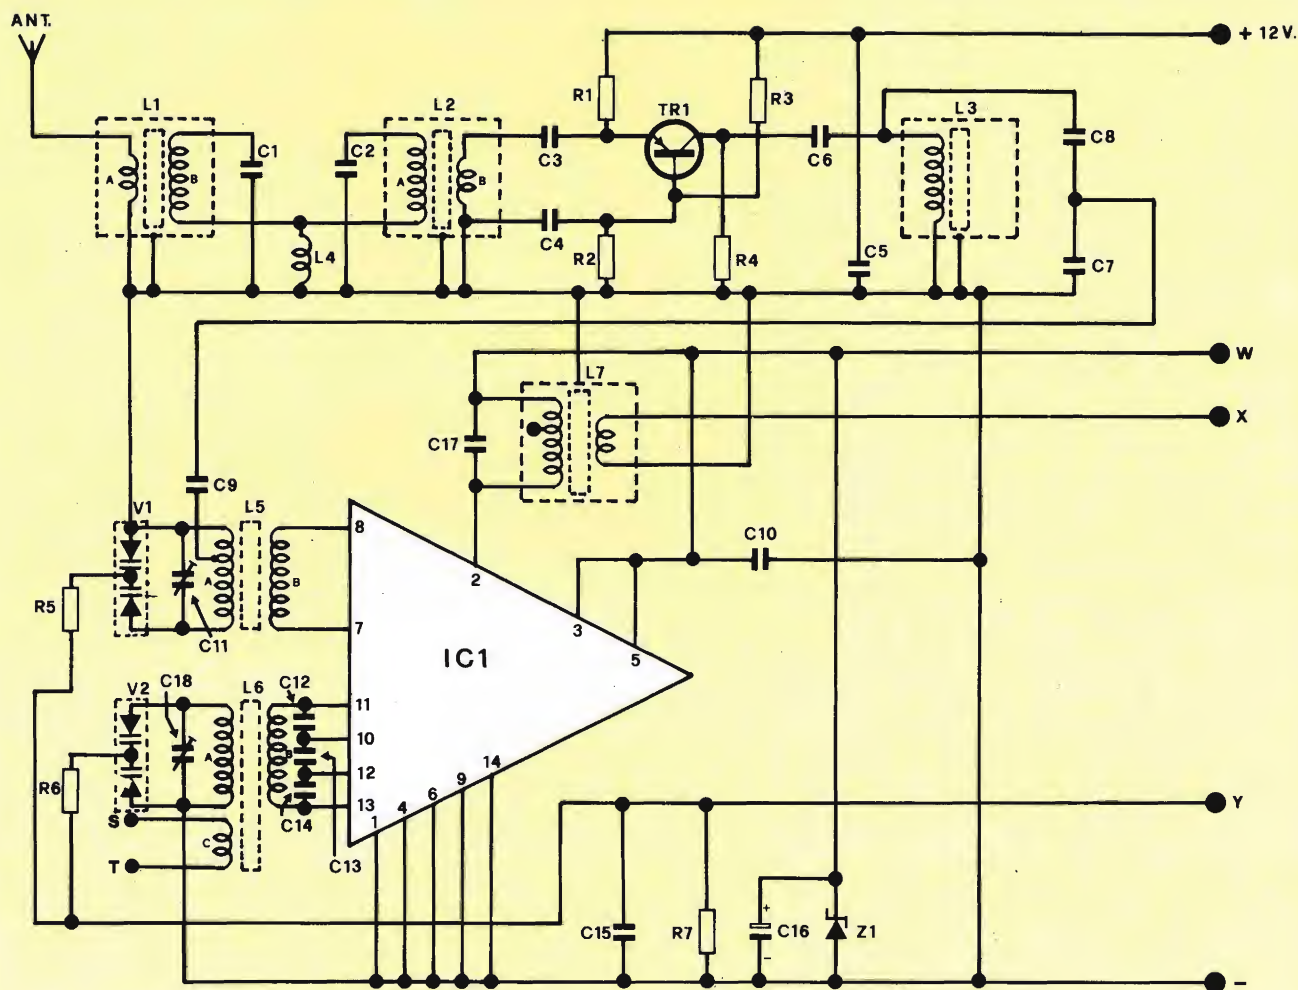 ANT.
+ 12 V.
L1
L2
L3
R1
TR1
R3
C1
C2
C3
C6
C8
A
B
A
B
L4
C4
R2
R4
C5
C7
W
L7
X
C17
C9
V1
L5
8
C10
2
A
B
R5
3
C11
7
5
IC1
V2
C18
L6
C12
11
10
A
B
14
12
R6
9
13
6
4
Y
S
C14
1
C
T
C13
+
C15
R7
C16
Z1
–
–